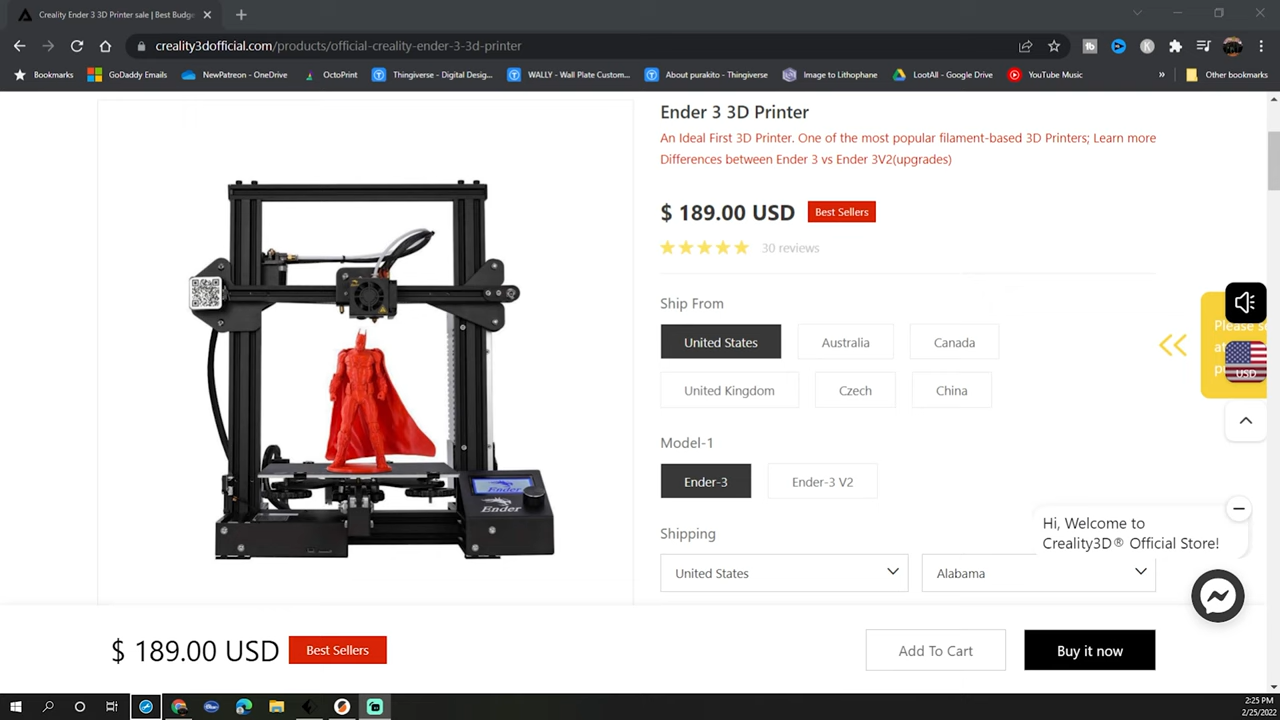 Creality Ender 3 3D Printer sale | Best Budge
creality3dofficial.com/products/official-creality-ender-3-3d-printer
Bookmarks
GoDaddy Emails
NewPatreon - OneDrive
OctoPrint
Thingiverse - Digital Desig...
WALLY - Wall Plate Custom...
About purakito - Thingiverse
Image to Lithophane
LootAll - Google Drive
YouTube Music
»
Other bookmarks
Ender 3 3D Printer
An Ideal First 3D Printer. One of the most popular filament-based 3D Printers; Learn more
Differences between Ender 3 vs Ender 3V2(upgrades)
$ 189.00 USD
Best Sellers
30 reviews
Ship From
United States
Australia
Canada
United Kingdom
Czech
China
Please
USD
Model-1
Ender-3
Ender-3 V2
Ender
Ender
Hi, Welcome to
Creality3D® Official Store!
Shipping
United States
Alabama
$ 189.00 USD
Best Sellers
Add To Cart
Buy it now
2:25 PM
2/25/2022